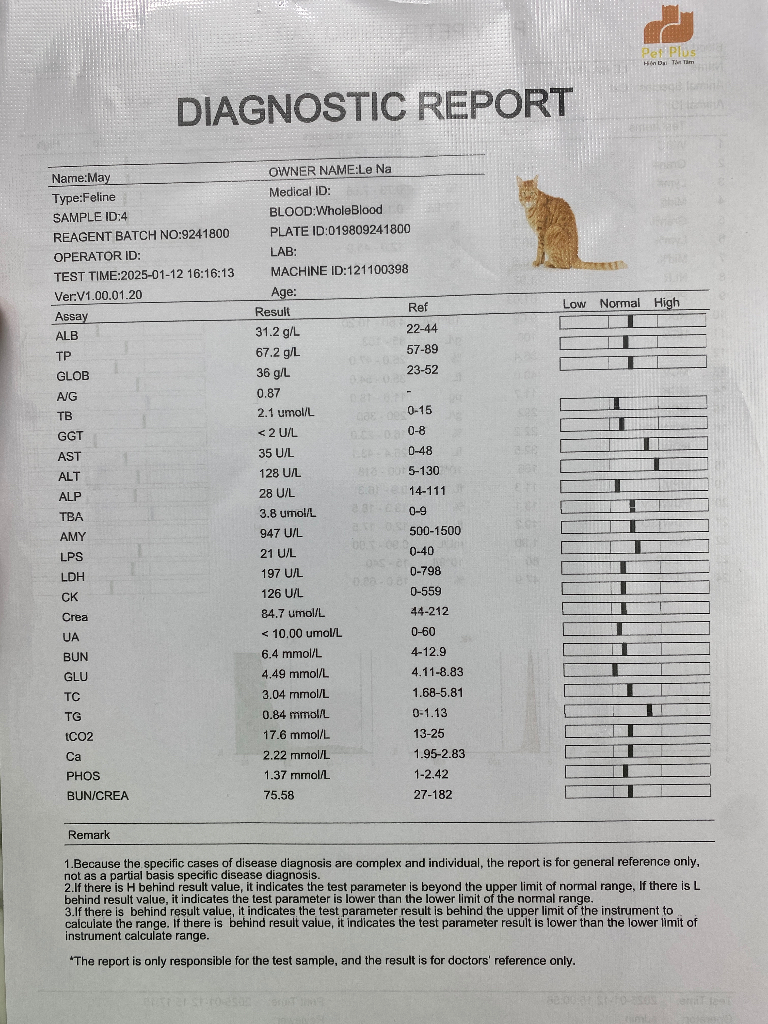 Pet Plus
Hiện Đại Tận Tâm
DIAGNOSTIC REPORT
Name:May OWNER NAME:Le Na
Type:Feline Medical ID:
SAMPLE ID:4 BLOOD:WholeBlood
REAGENT BATCH NO:9241800 PLATE ID:019809241800
OPERATOR ID: LAB:
TEST TIME:2025-01-12 16:16:13 MACHINE ID:121100398
Ver:V1.00.01.20 Age:
Assay Result Ref Low Normal High
ALB 31.2 g/L 22-44
TP 67.2 g/L 57-89
GLOB 36 g/L 23-52
A/G 0.87 -
TB 2.1 umol/L 0-15
GGT < 2 U/L 0-8
AST 35 U/L 0-48
ALT 128 U/L 5-130
ALP 28 U/L 14-111
TBA 3.8 umol/L 0-9
AMY 947 U/L 500-1500
LPS 21 U/L 0-40
LDH 197 U/L 0-798
CK 126 U/L 0-559
Crea 84.7 umol/L 44-212
UA < 10.00 umol/L 0-60
BUN 6.4 mmol/L 4-12.9
GLU 4.49 mmol/L 4.11-8.83
TC 3.04 mmol/L 1.68-5.81
TG 0.84 mmol/L 0-1.13
tCO2 17.6 mmol/L 13-25
Ca 2.22 mmol/L 1.95-2.83
PHOS 1.37 mmol/L 1-2.42
BUN/CREA 75.58 27-182
Remark
1.Because the specific cases of disease diagnosis are complex and individual, the report is for general reference only,
not as a partial basis specific disease diagnosis.
2.If there is H behind result value, it indicates the test parameter is beyond the upper limit of normal range, If there is L
behind result value, it indicates the test parameter is lower than the lower limit of the normal range.
3.If there is behind result value, it indicates the test parameter result is behind the upper limit of the instrument to
calculate the range. If there is behind result value, it indicates the test parameter result is lower than the lower limit of
instrument calculate range.
*The report is only responsible for the test sample, and the result is for doctors' reference only.